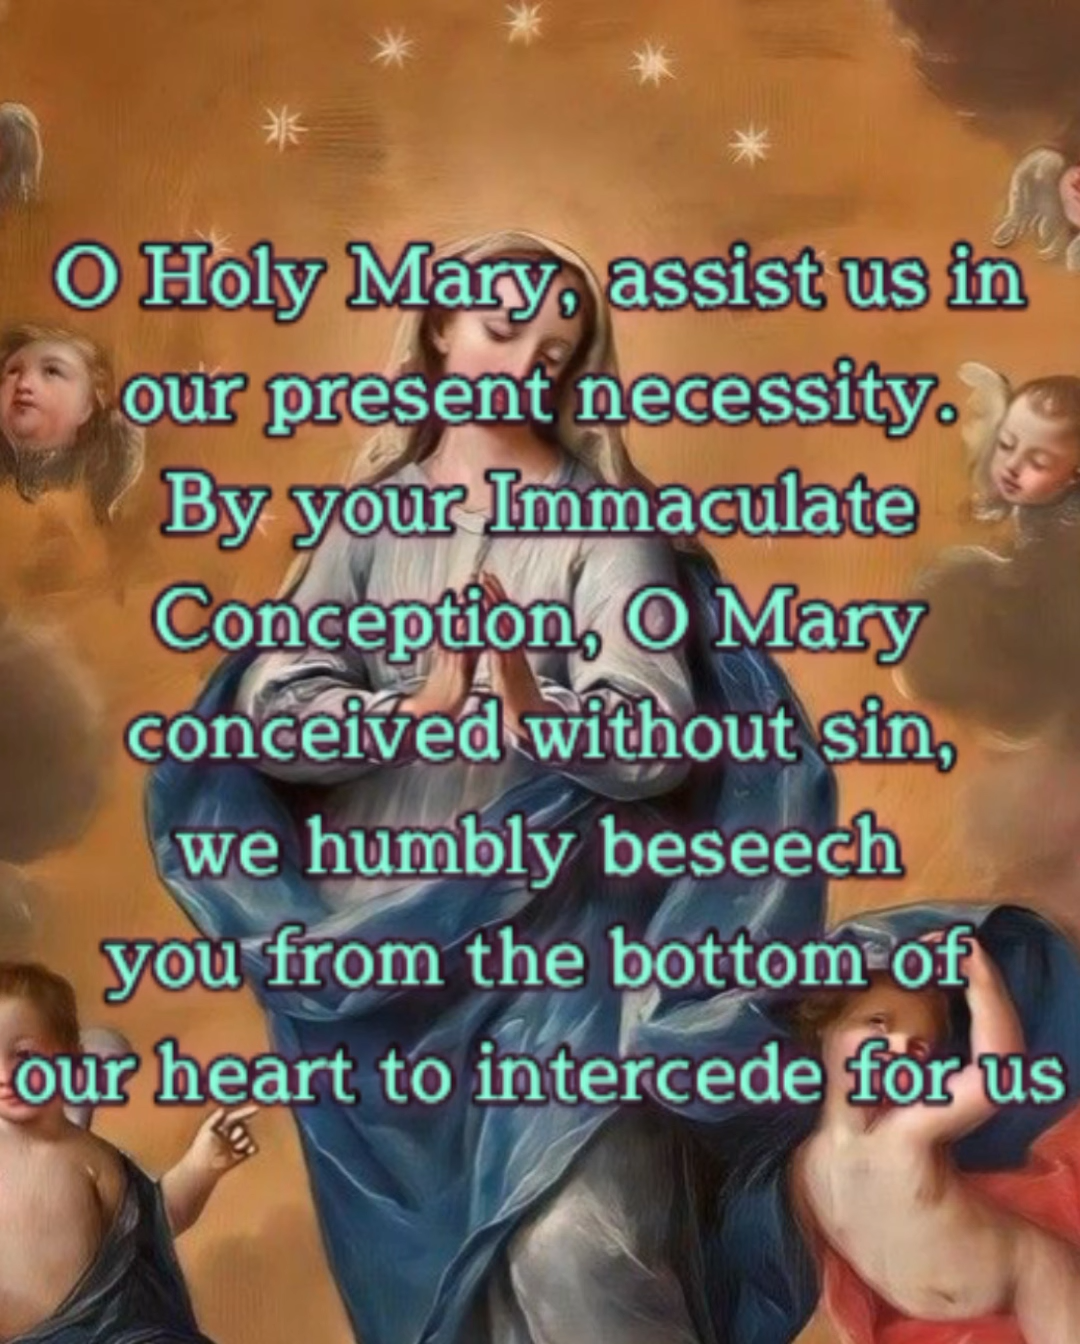 O Holy Mary, assist us in
our present necessity.
By your Immaculate
Conception, O Mary
conceived without sin,
we humbly beseech
you from the bottom of
our heart to intercede for us